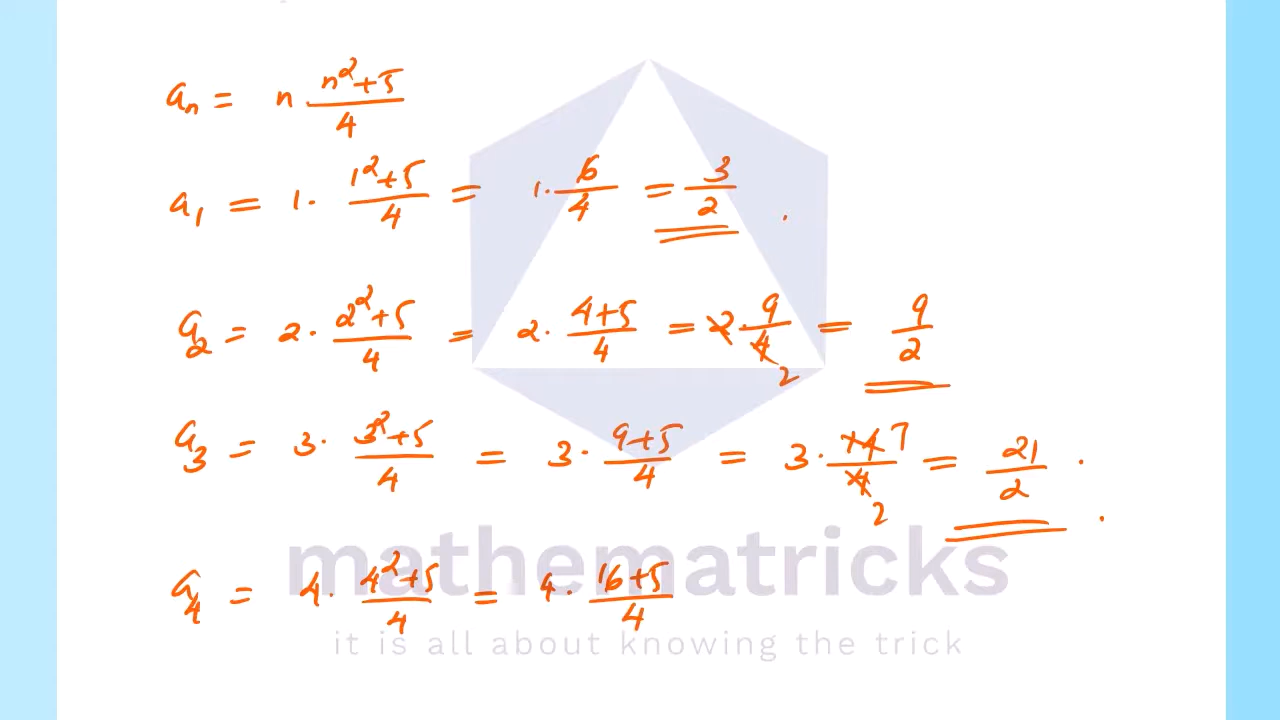 aₙ = n (n²+5)/4
a₁ = 1· (1²+5)/4 = 1· 6/4 = 3/2 .
a₂ = 2· (2²+5)/4 = 2· (4+5)/4 = 2· 9/4 2 = 9/2
a₃ = 3· (3²+5)/4 = 3· (9+5)/4 = 3· 14 7/4 2 = 21/2 .
mathematricks
a₄ = 4· (4²+5)/4 = 4· (16+5)/4
it is all about knowing the trick